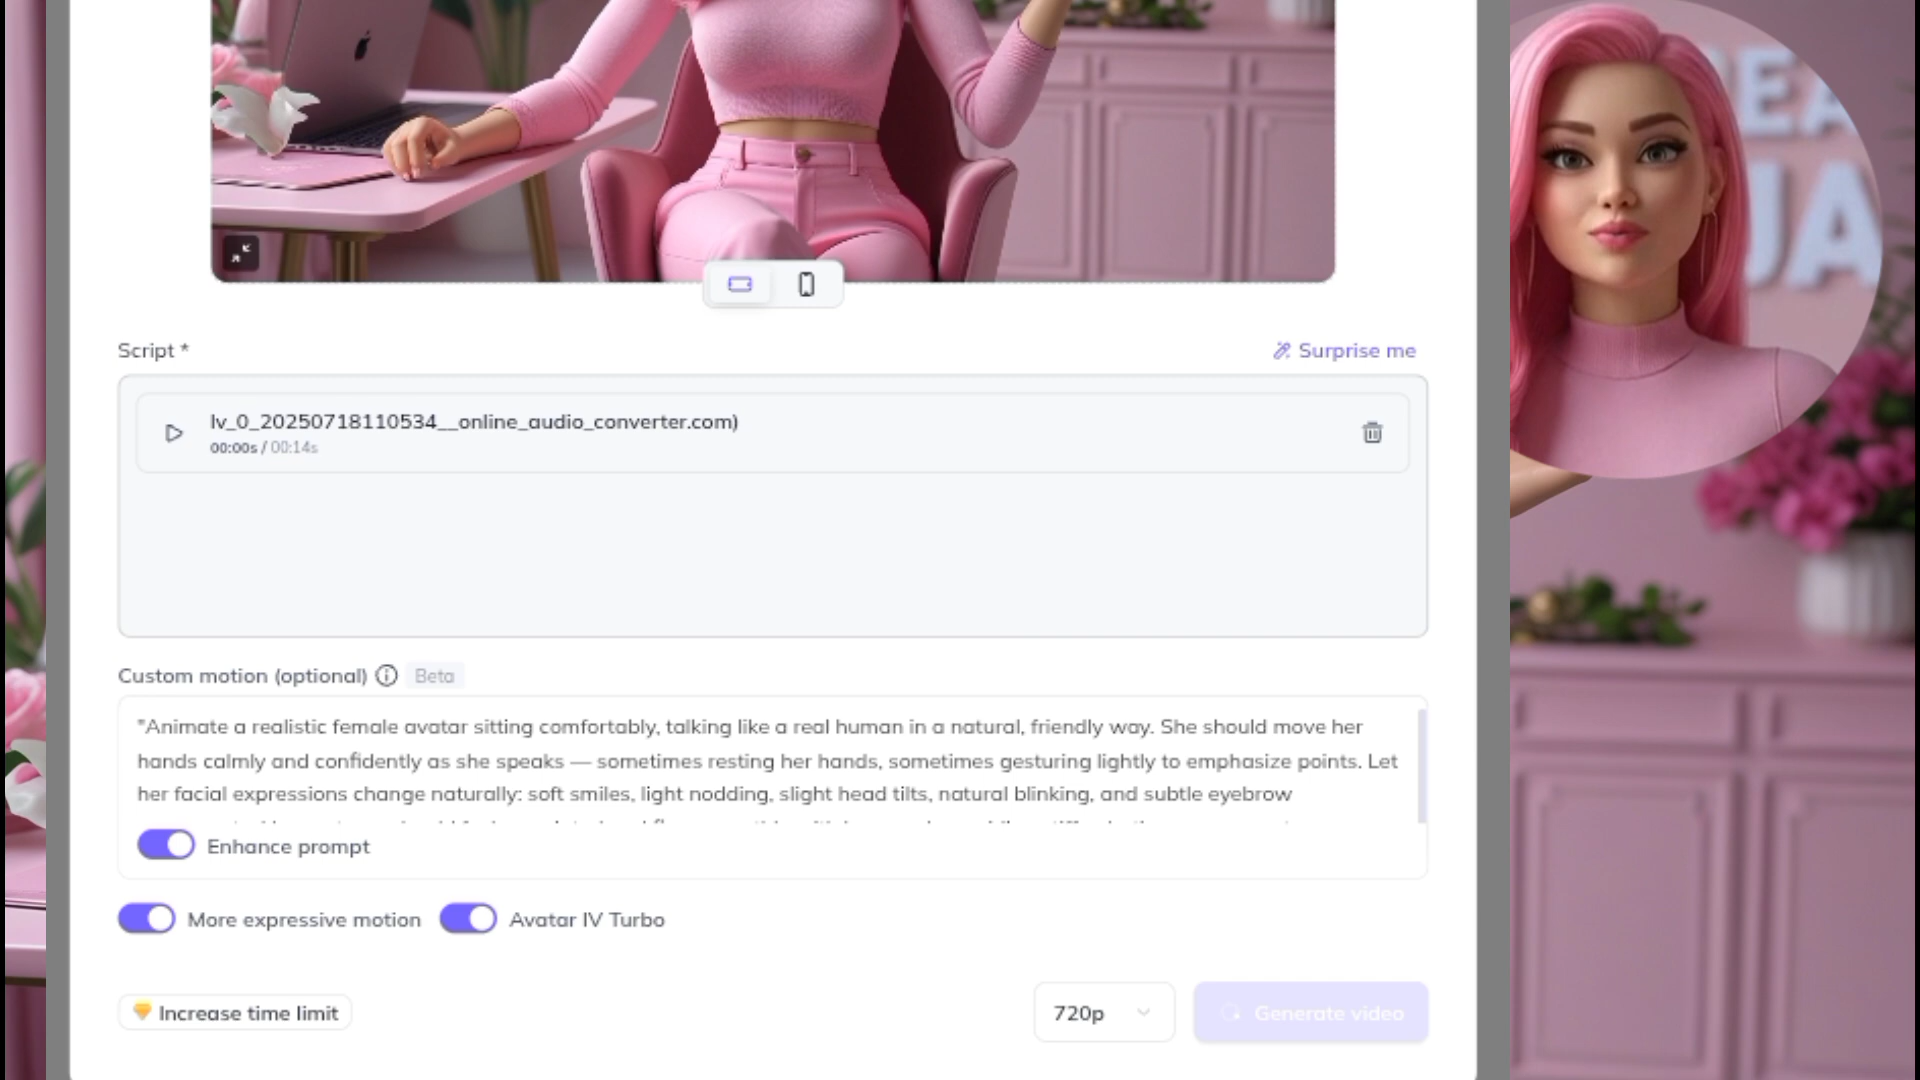 Script *
Surprise me
lv_0_20250718110534__online_audio_converter.com)
00:00s / 00:14s
Custom motion (optional)
Beta
"Animate a realistic female avatar sitting comfortably, talking like a real human in a natural, friendly way. She should move her
hands calmly and confidently as she speaks — sometimes resting her hands, sometimes gesturing lightly to emphasize points. Let
her facial expressions change naturally: soft smiles, light nodding, slight head tilts, natural blinking, and subtle eyebrow
Enhance prompt
More expressive motion
Avatar IV Turbo
Increase time limit
720p
Generate video